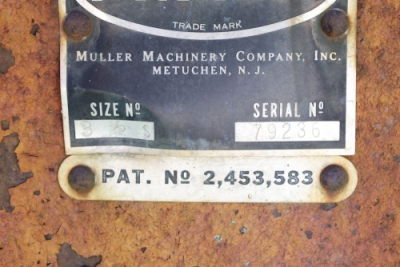 TRADE MARK
MULLER MACHINERY COMPANY, INC.
METUCHEN, N. J.
SIZE Nº SERIAL Nº
79236
PAT. Nº 2,453,583